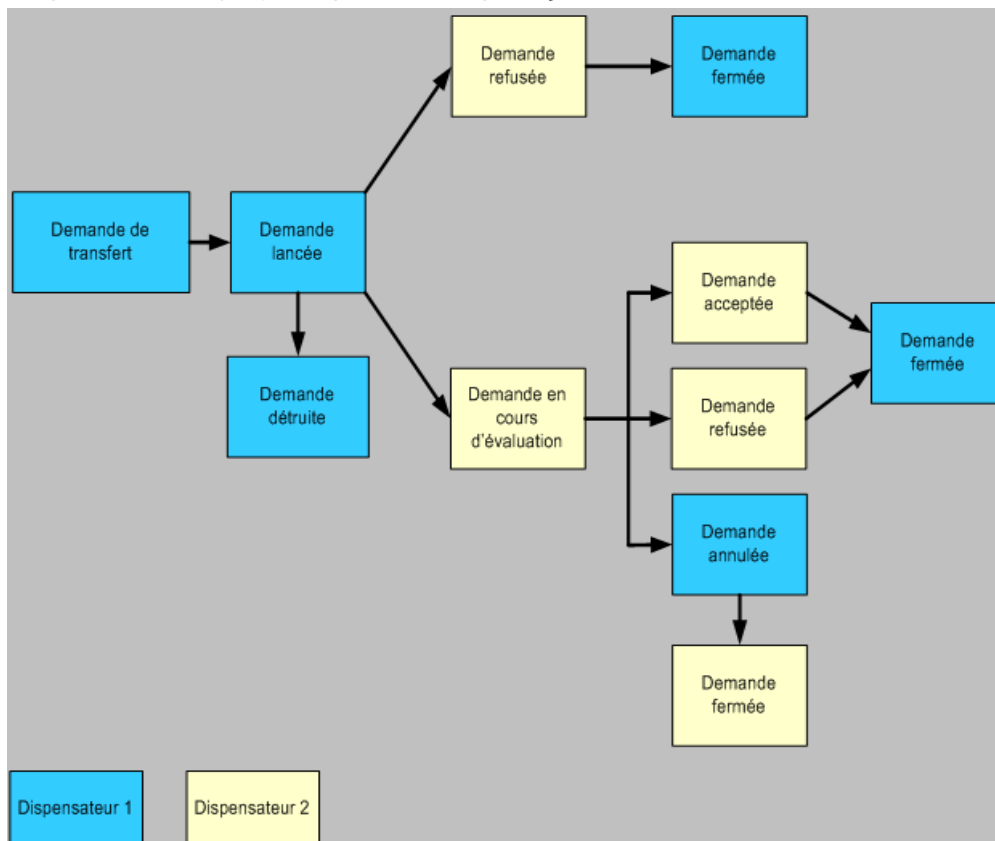 Demande
refusée
Demande
fermée
Demande de
transfert
Demande
lancée
Demande
acceptée
Demande
fermée
Demande
détruite
Demande en
cours
d'évaluation
Demande
refusée
Demande
annulée
Demande
fermée
Dispensateur 1
Dispensateur 2